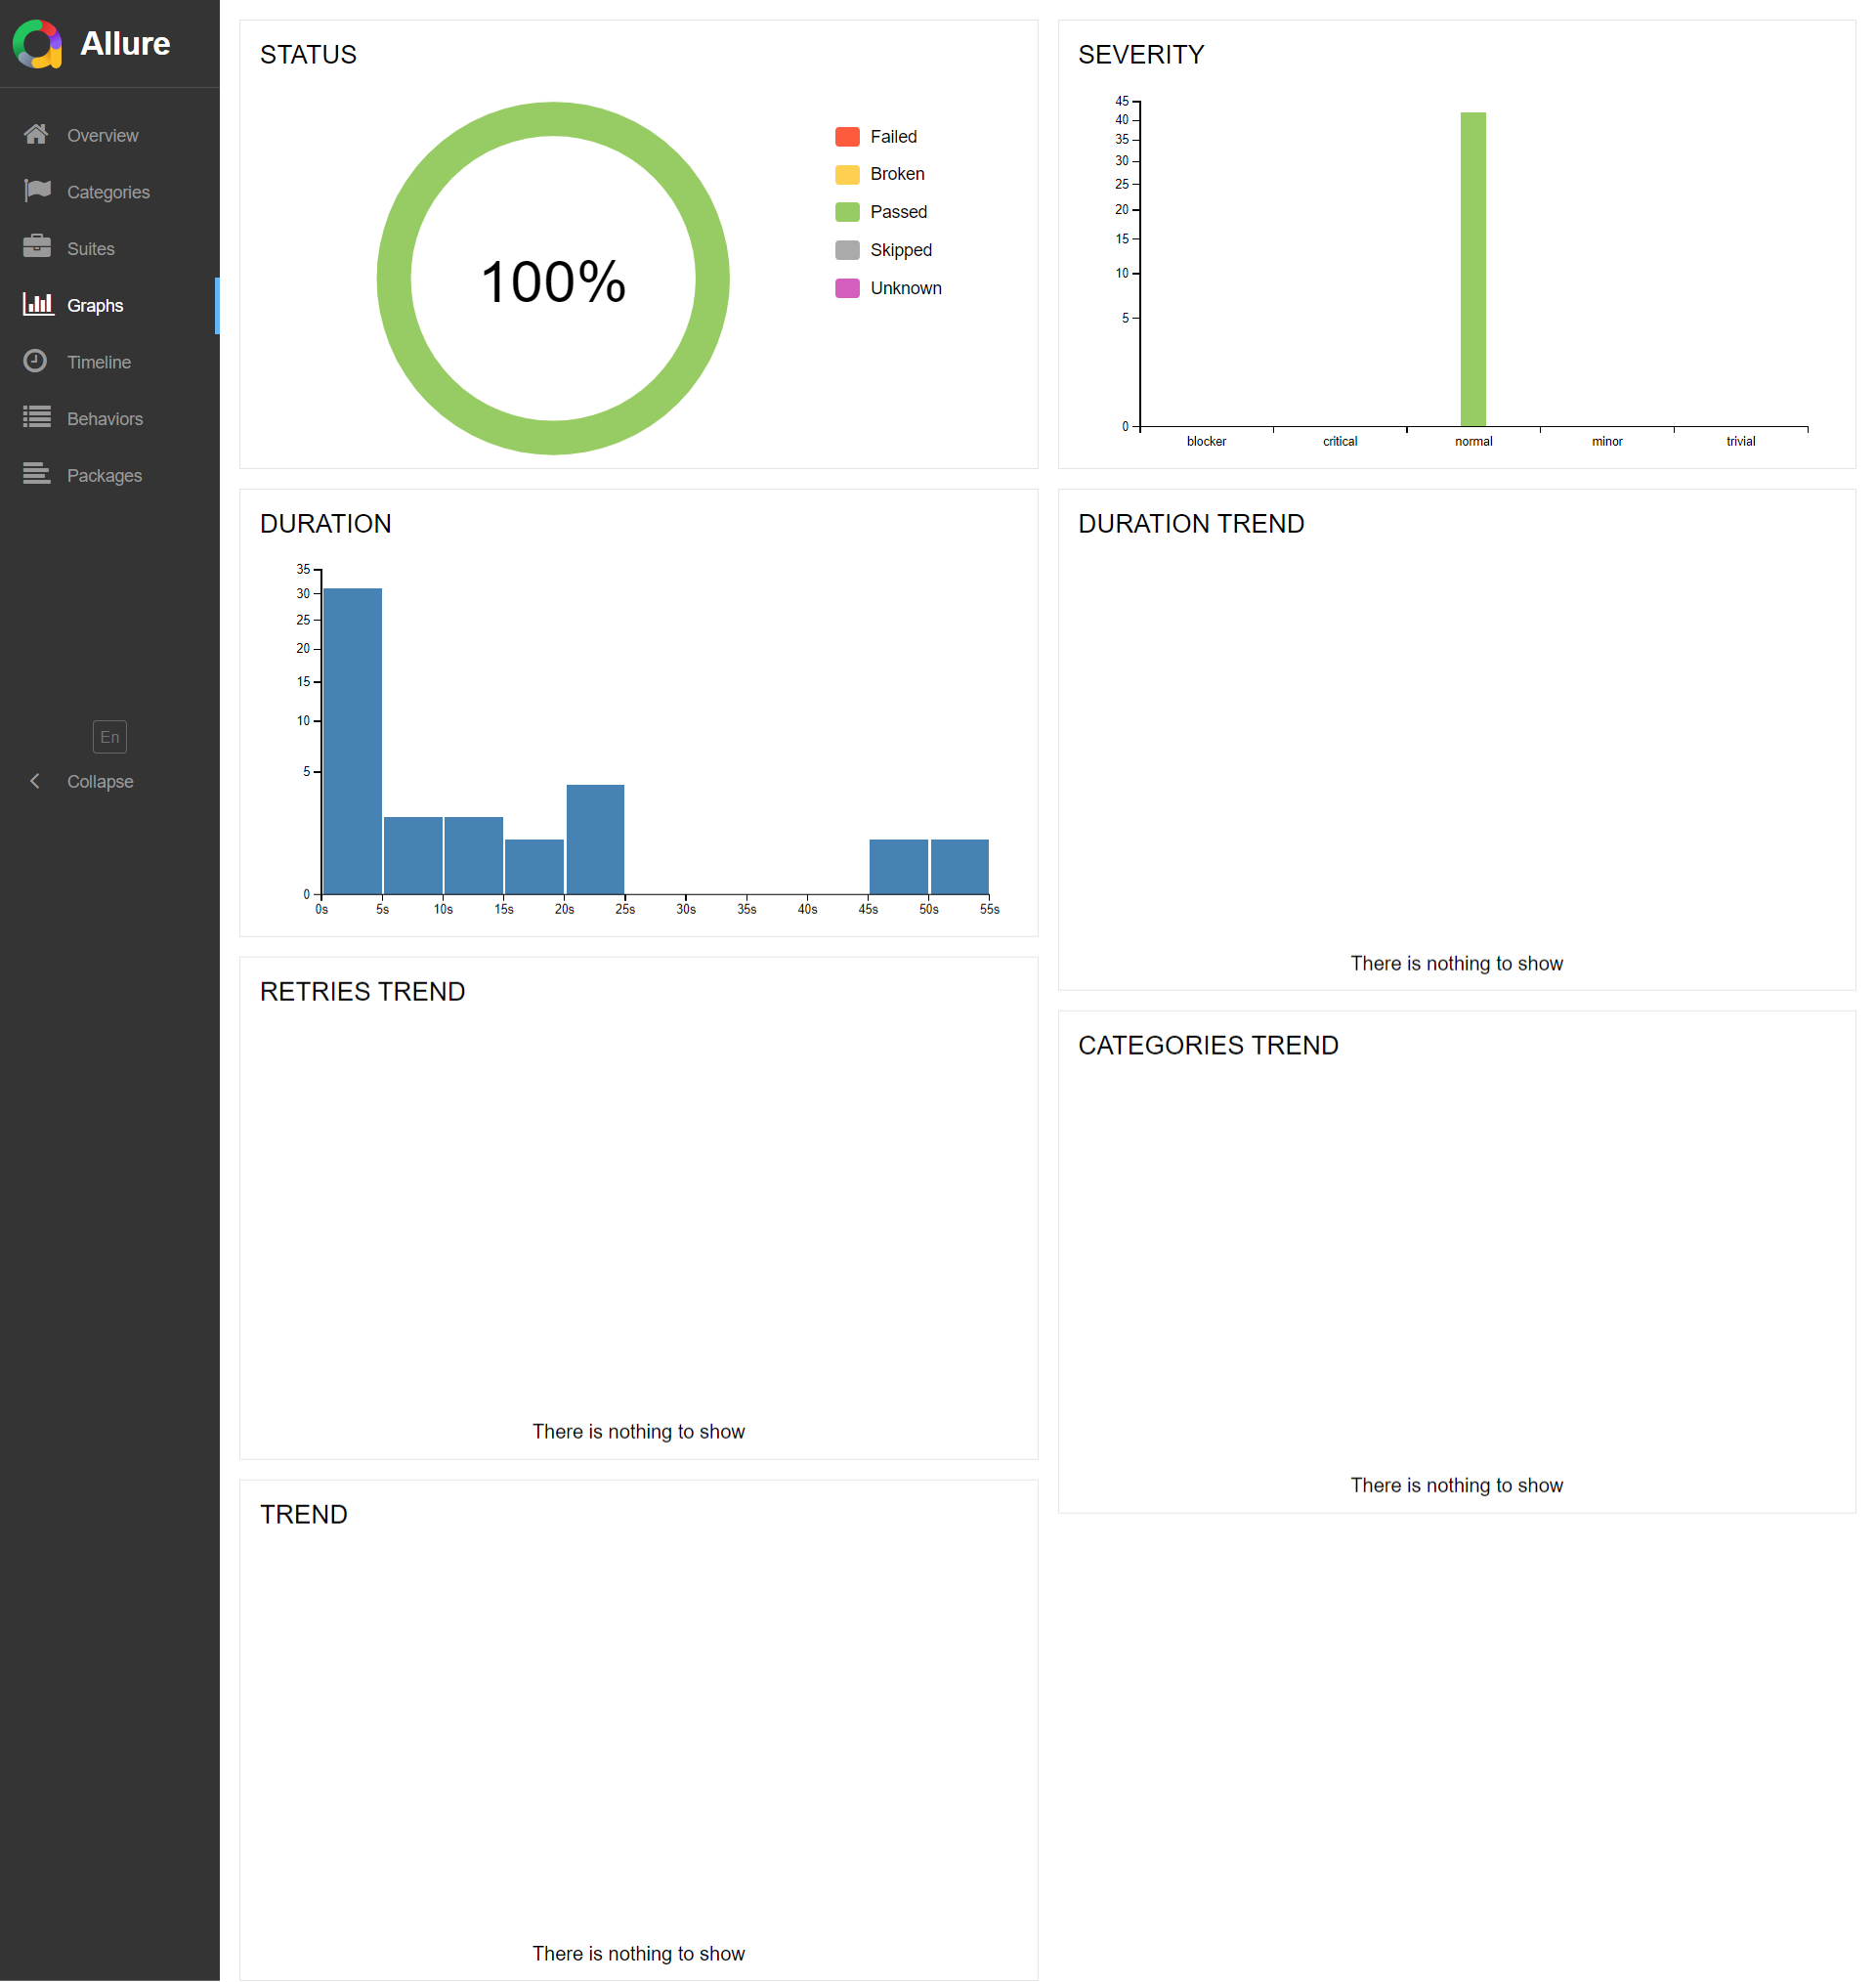 Allure
Overview
Categories
Suites
Graphs
Timeline
Behaviors
Packages
En
Collapse
STATUS
100%
Failed
Broken
Passed
Skipped
Unknown
SEVERITY
45
40
35
30
25
20
15
10
5
0
blocker critical normal minor trivial
DURATION
35
30
25
20
15
10
5
0
0s 5s 10s 15s 20s 25s 30s 35s 40s 45s 50s 55s
DURATION TREND
There is nothing to show
RETRIES TREND
There is nothing to show
CATEGORIES TREND
There is nothing to show
TREND
There is nothing to show